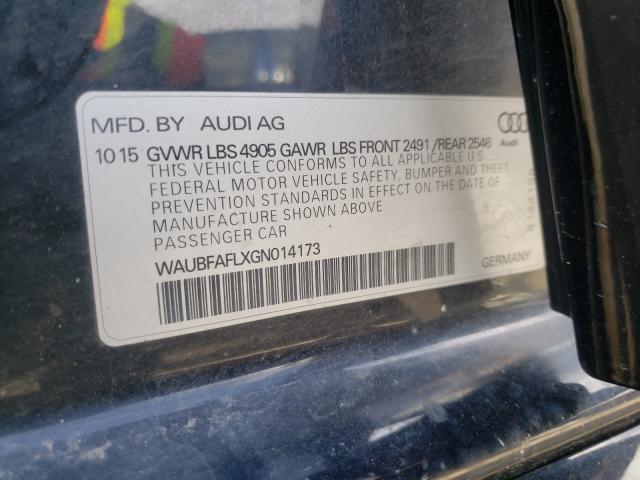 MFD. BY AUDI AG
10 15 GVWR LBS 4905 GAWR LBS FRONT 2491 /REAR 2546
THIS VEHICLE CONFORMS TO ALL APPLICABLE U.S.
FEDERAL MOTOR VEHICLE SAFETY, BUMPER AND THEFT
PREVENTION STANDARDS IN EFFECT ON THE DATE OF
MANUFACTURE SHOWN ABOVE
PASSENGER CAR
WAUBFAFLXGN014173
Audi
GERMANY